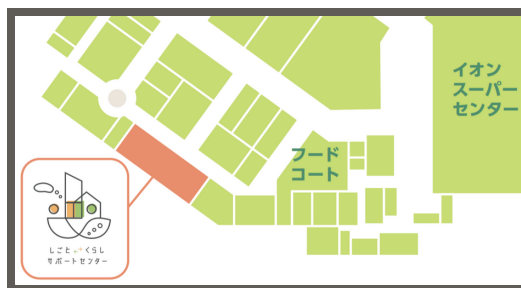 イオン
スーパー
センター
フード
コート
しごと くらし
サポートセンター